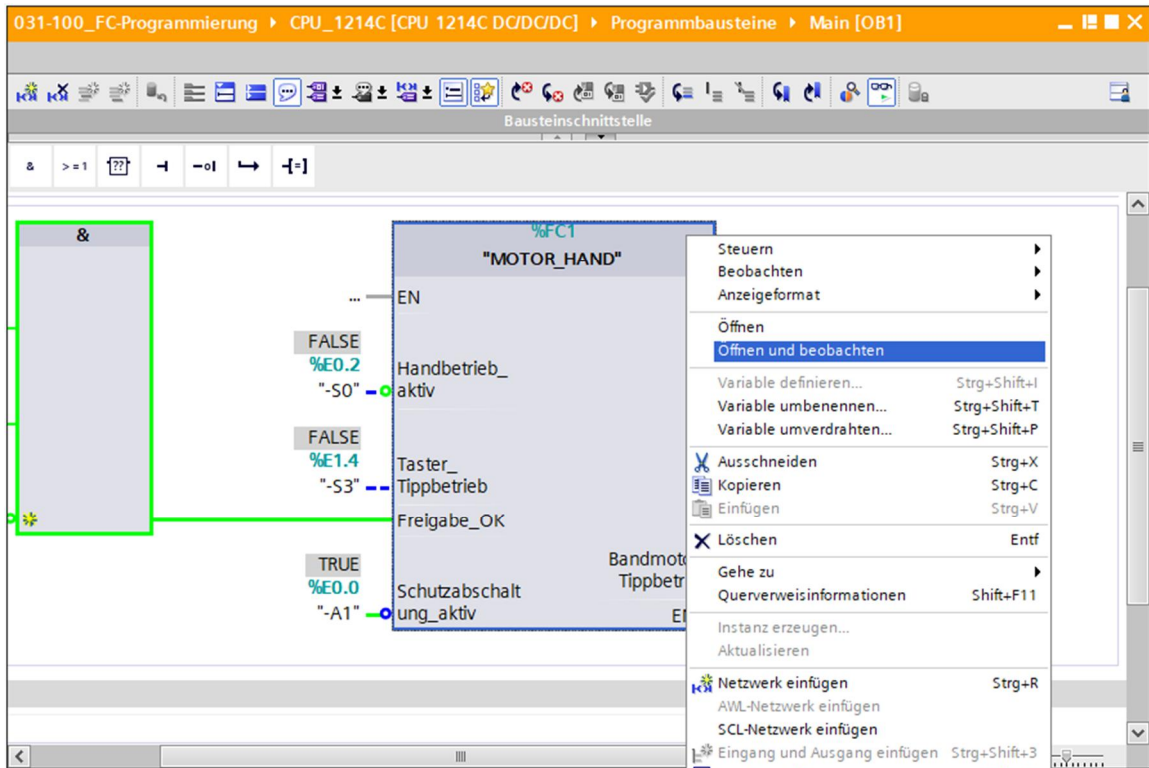 031-100_FC-Programmierung ▸ CPU_1214C [CPU 1214C DC/DC/DC] ▸ Programmbausteine ▸ Main [OB1]
Bausteinschnittstelle
& >=1 ??
&
%FC1
"MOTOR_HAND"
... EN
FALSE
%E0.2
"-S0"
Handbetrieb_
aktiv
FALSE
%E1.4
"-S3"
Taster_
Tippbetrieb
Freigabe_OK
TRUE
%E0.0
"-A1"
Schutzabschalt
ung_aktiv
Steuern
Beobachten
Anzeigeformat
Öffnen
Öffnen und beobachten
Variable definieren... Strg+Shift+I
Variable umbenennen... Strg+Shift+T
Variable umverdrahten... Strg+Shift+P
Ausschneiden Strg+X
Kopieren Strg+C
Einfügen Strg+V
Löschen Entf
Gehe zu
Querverweisinformationen Shift+F11
Instanz erzeugen...
Aktualisieren
Netzwerk einfügen Strg+R
AWL-Netzwerk einfügen
SCL-Netzwerk einfügen
Eingang und Ausgang einfügen Strg+Shift+3